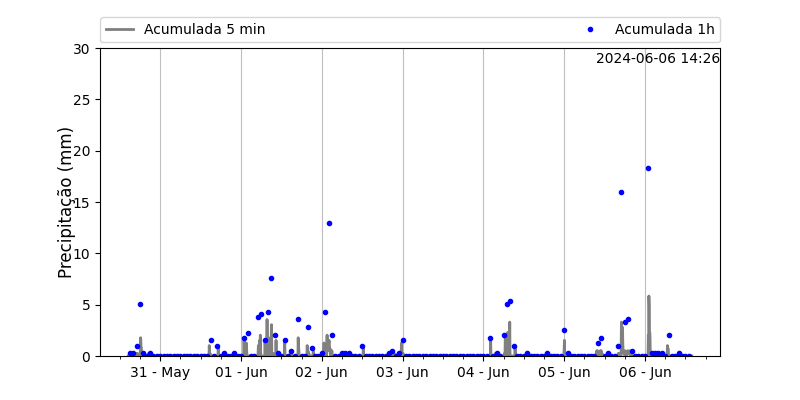 Acumulada 5 min
Acumulada 1h
2024-06-06 14:26
Precipitação (mm)
30
25
20
15
10
5
0
31 - May
01 - Jun
02 - Jun
03 - Jun
04 - Jun
05 - Jun
06 - Jun